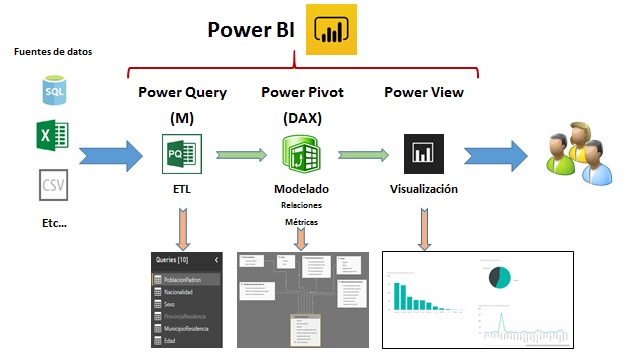 Power BI
Fuentes de datos
SQL
X
CSV
Etc...
Power Query
(M)
PQ
ETL
Power Pivot
(DAX)
Modelado
Relaciones
Métricas
Power View
Visualización
Queries [10]
PoblacionPadron
Nacionalidad
Sexo
ProvinciaResidencia
MunicipioResidencia
Edad